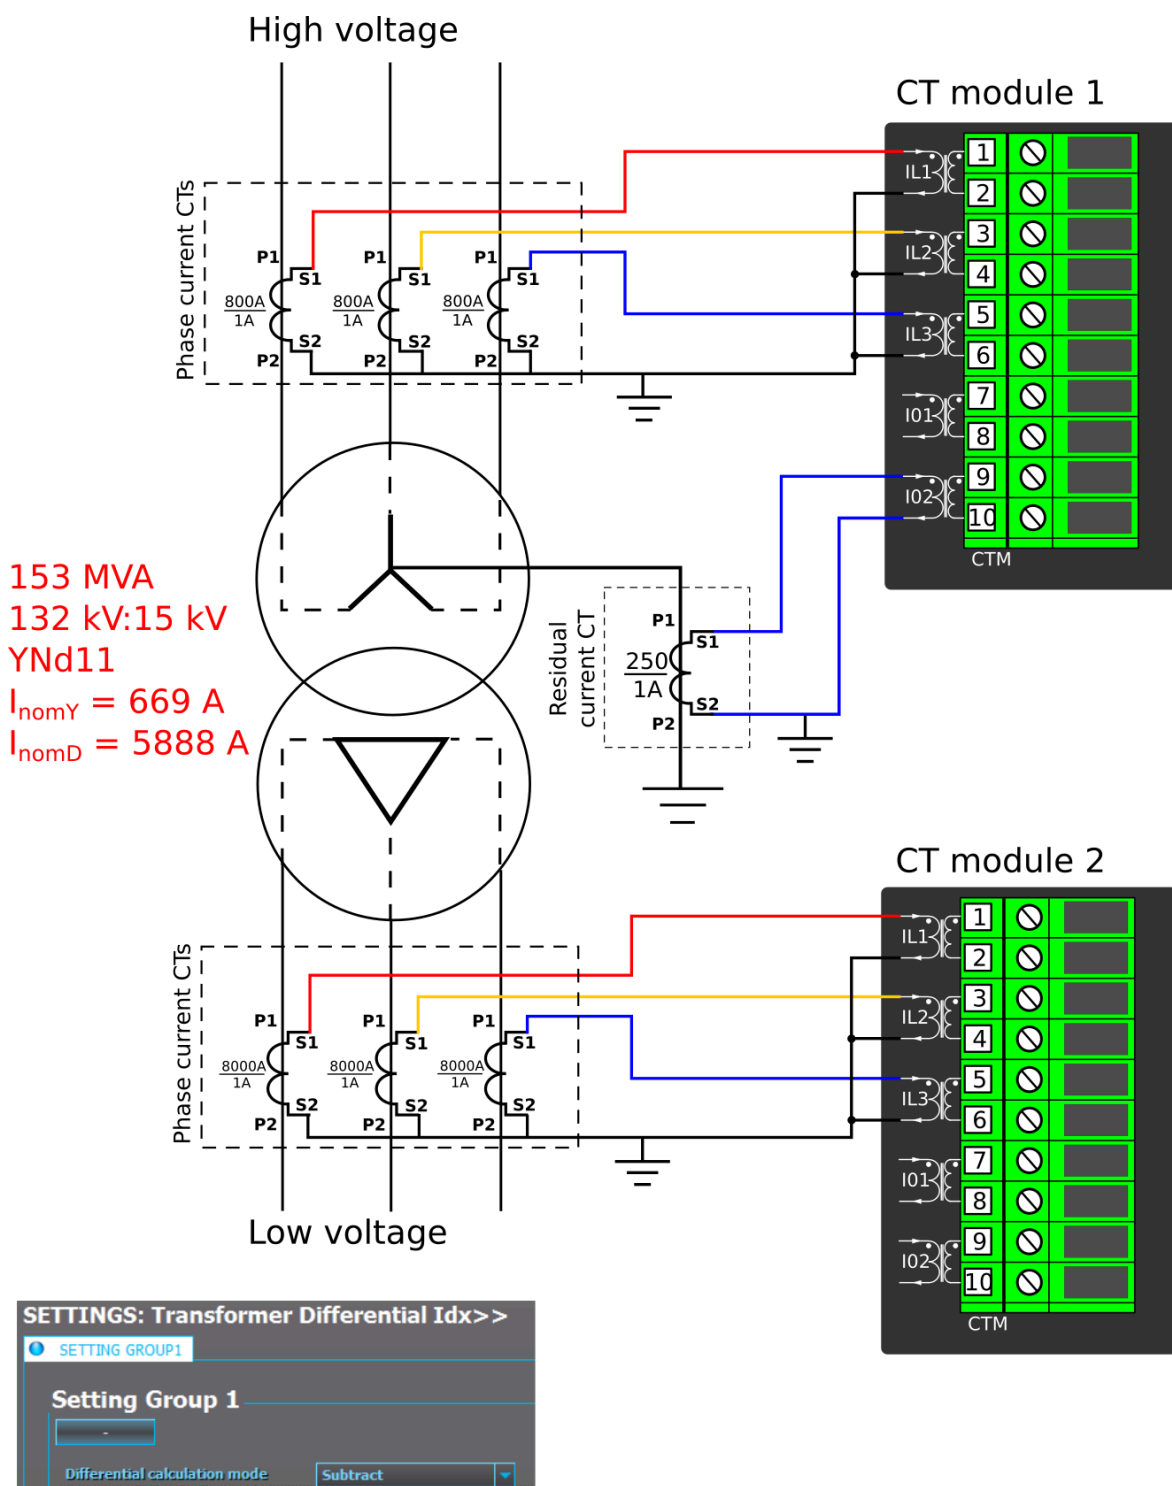 High voltage
CT module 1
Phase current CTs
P1
S1
800A
1A
S2
P2
P1
S1
800A
1A
S2
P2
P1
S1
800A
1A
S2
P2
IL1
1
2
IL2
3
4
IL3
5
6
I01
7
8
I02
9
10
CTM
153 MVA
132 kV:15 kV
YNd11
InomY = 669 A
InomD = 5888 A
Residual
current CT
P1
S1
250
1A
S2
P2
CT module 2
Phase current CTs
P1
S1
8000A
1A
S2
P2
P1
S1
8000A
1A
S2
P2
P1
S1
8000A
1A
S2
P2
IL1
1
2
IL2
3
4
IL3
5
6
I01
7
8
I02
9
10
CTM
Low voltage
SETTINGS: Transformer Differential Idx>>
SETTING GROUP1
Setting Group 1
-
Differential calculation mode
Subtract